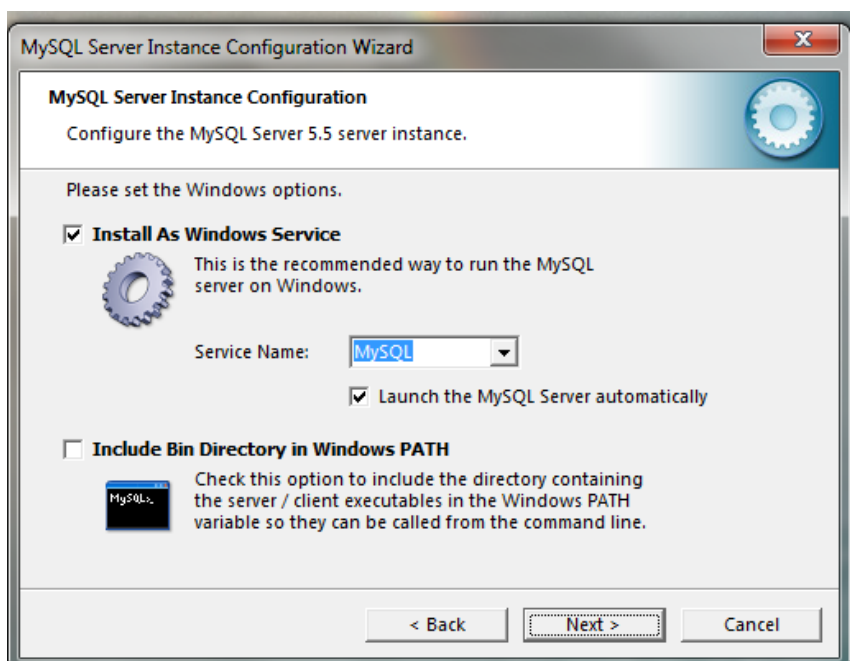 MySQL Server Instance Configuration Wizard
MySQL Server Instance Configuration
Configure the MySQL Server 5.5 server instance.
Please set the Windows options.
Install As Windows Service
This is the recommended way to run the MySQL
server on Windows.
Service Name: MySQL
Launch the MySQL Server automatically
Include Bin Directory in Windows PATH
MySQL>_
Check this option to include the directory containing
the server / client executables in the Windows PATH
variable so they can be called from the command line.
< Back Next > Cancel